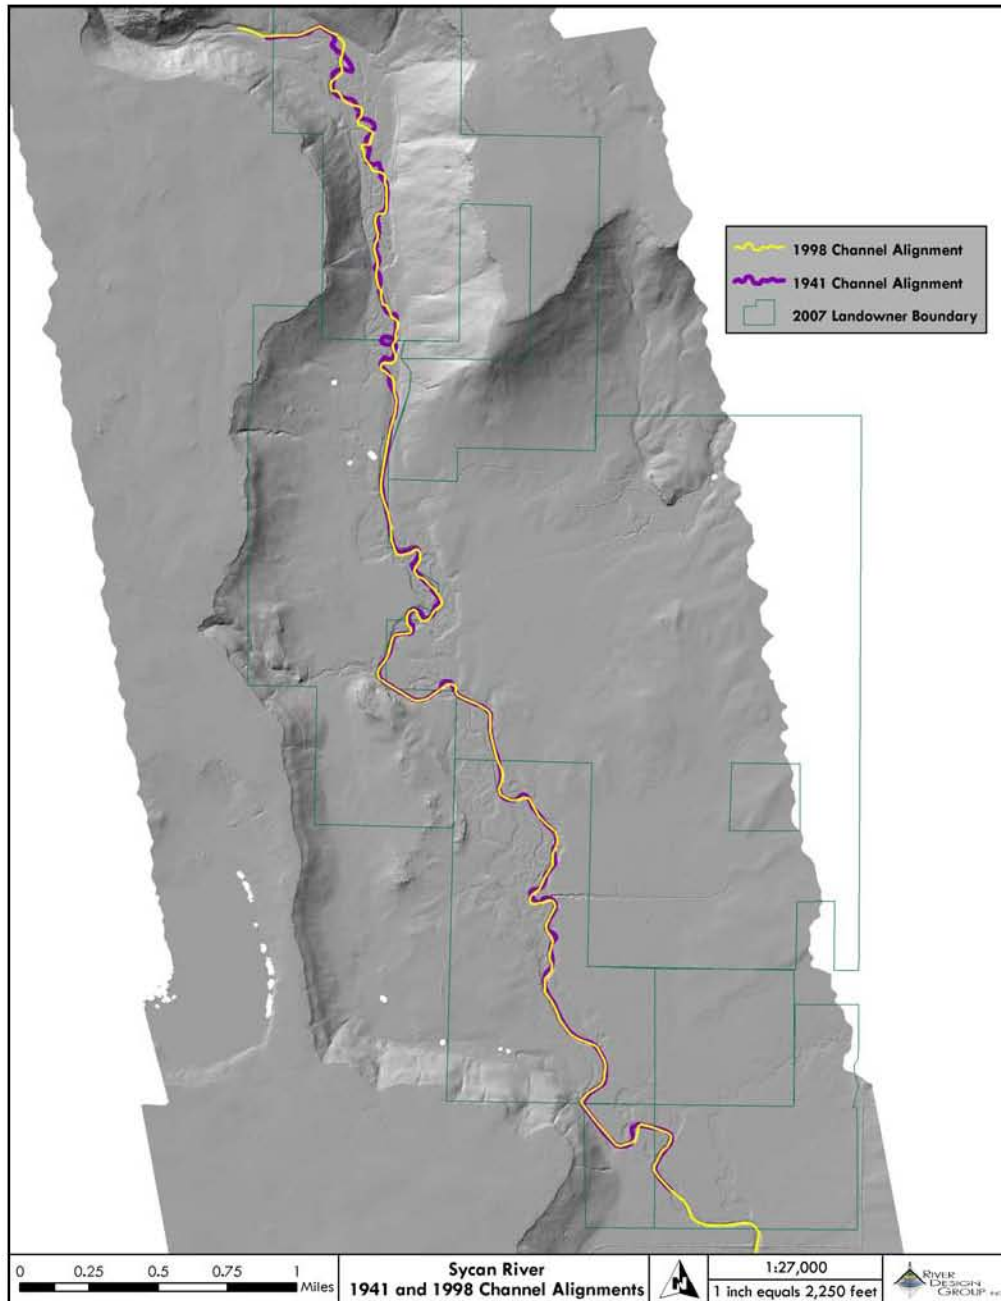 1998 Channel Alignment
1941 Channel Alignment
2007 Landowner Boundary
0 0.25 0.5 0.75 1
Miles
Sycan River
1941 and 1998 Channel Alignments
N
1:27,000
1 inch equals 2,250 feet
RIVER
DESIGN
GROUP